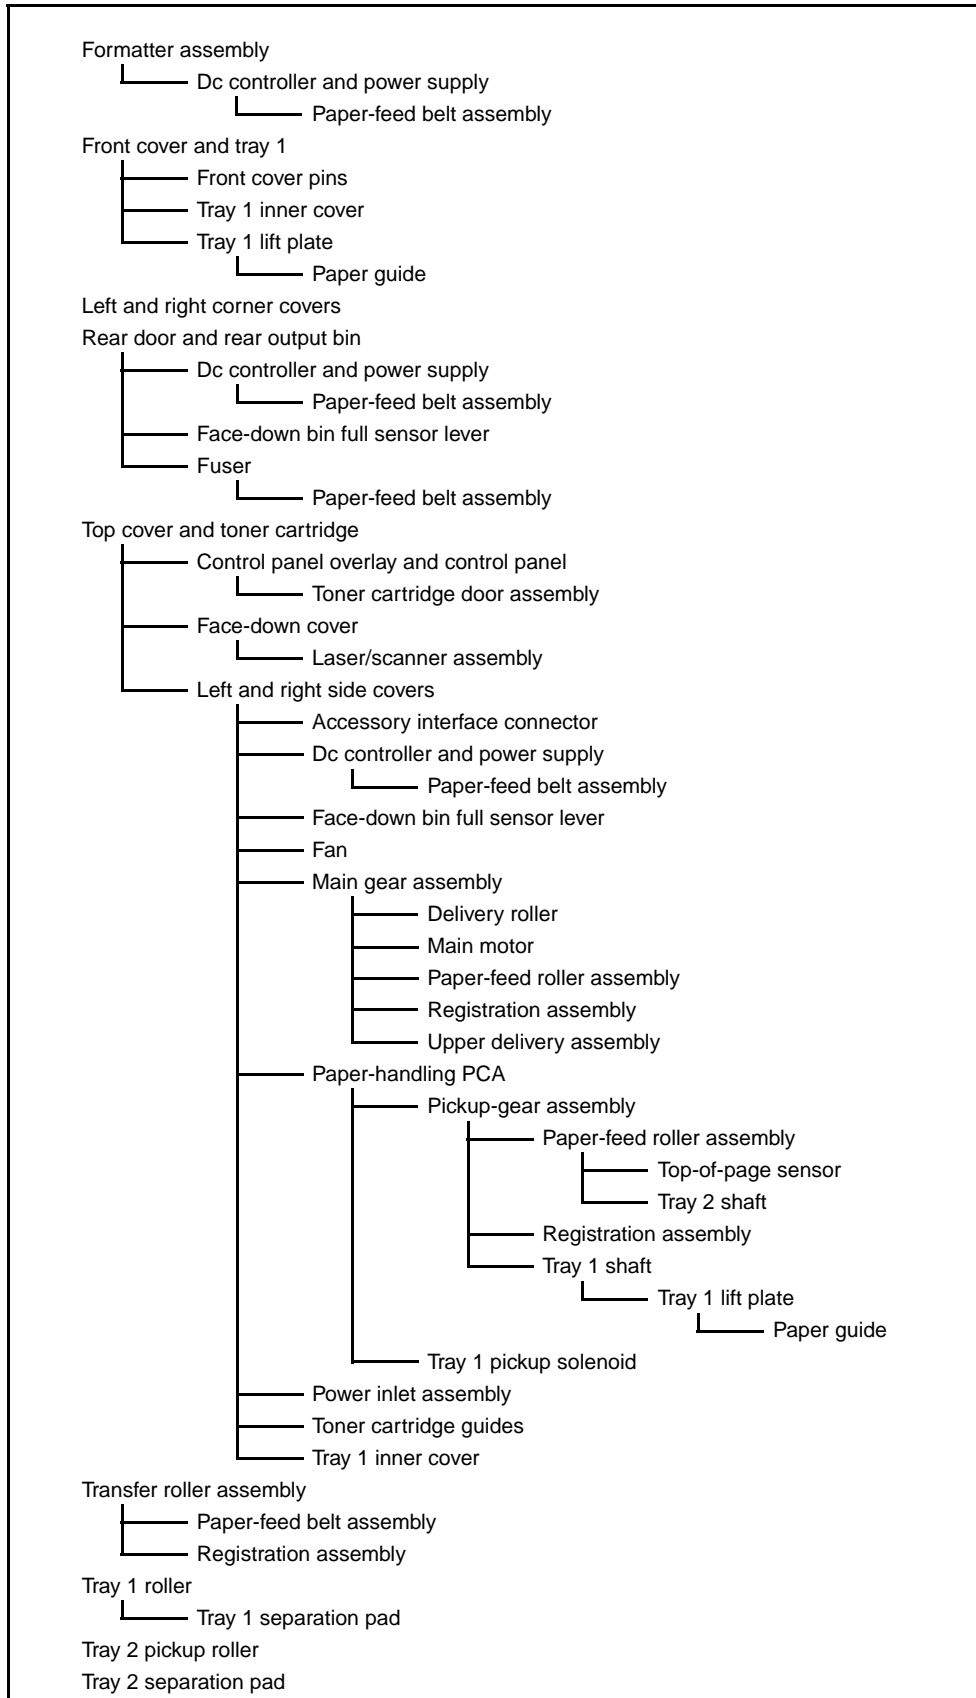 Formatter assembly
Dc controller and power supply
Paper-feed belt assembly
Front cover and tray 1
Front cover pins
Tray 1 inner cover
Tray 1 lift plate
Paper guide
Left and right corner covers
Rear door and rear output bin
Dc controller and power supply
Paper-feed belt assembly
Face-down bin full sensor lever
Fuser
Paper-feed belt assembly
Top cover and toner cartridge
Control panel overlay and control panel
Toner cartridge door assembly
Face-down cover
Laser/scanner assembly
Left and right side covers
Accessory interface connector
Dc controller and power supply
Paper-feed belt assembly
Face-down bin full sensor lever
Fan
Main gear assembly
Delivery roller
Main motor
Paper-feed roller assembly
Registration assembly
Upper delivery assembly
Paper-handling PCA
Pickup-gear assembly
Paper-feed roller assembly
Top-of-page sensor
Tray 2 shaft
Registration assembly
Tray 1 shaft
Tray 1 lift plate
Paper guide
Tray 1 pickup solenoid
Power inlet assembly
Toner cartridge guides
Tray 1 inner cover
Transfer roller assembly
Paper-feed belt assembly
Registration assembly
Tray 1 roller
Tray 1 separation pad
Tray 2 pickup roller
Tray 2 separation pad